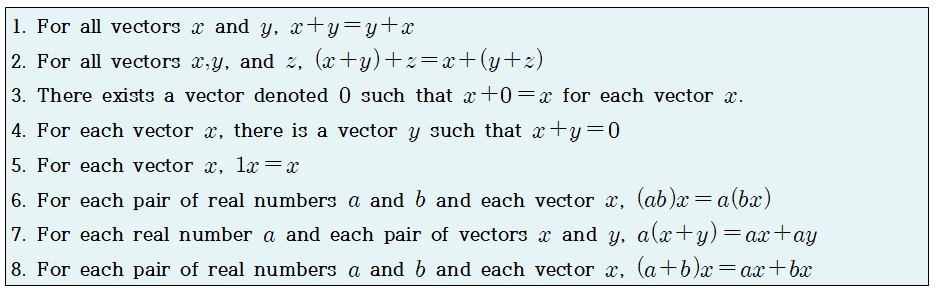 1. For all vectors x and y, x+y=y+x
2. For all vectors x,y, and z, (x+y)+z=x+(y+z)
3. There exists a vector denoted 0 such that x+0=x for each vector x.
4. For each vector x, there is a vector y such that x+y=0
5. For each vector x, 1x=x
6. For each pair of real numbers a and b and each vector x, (ab)x=a(bx)
7. For each real number a and each pair of vectors x and y, a(x+y)=ax+ay
8. For each pair of real numbers a and b and each vector x, (a+b)x=ax+bx